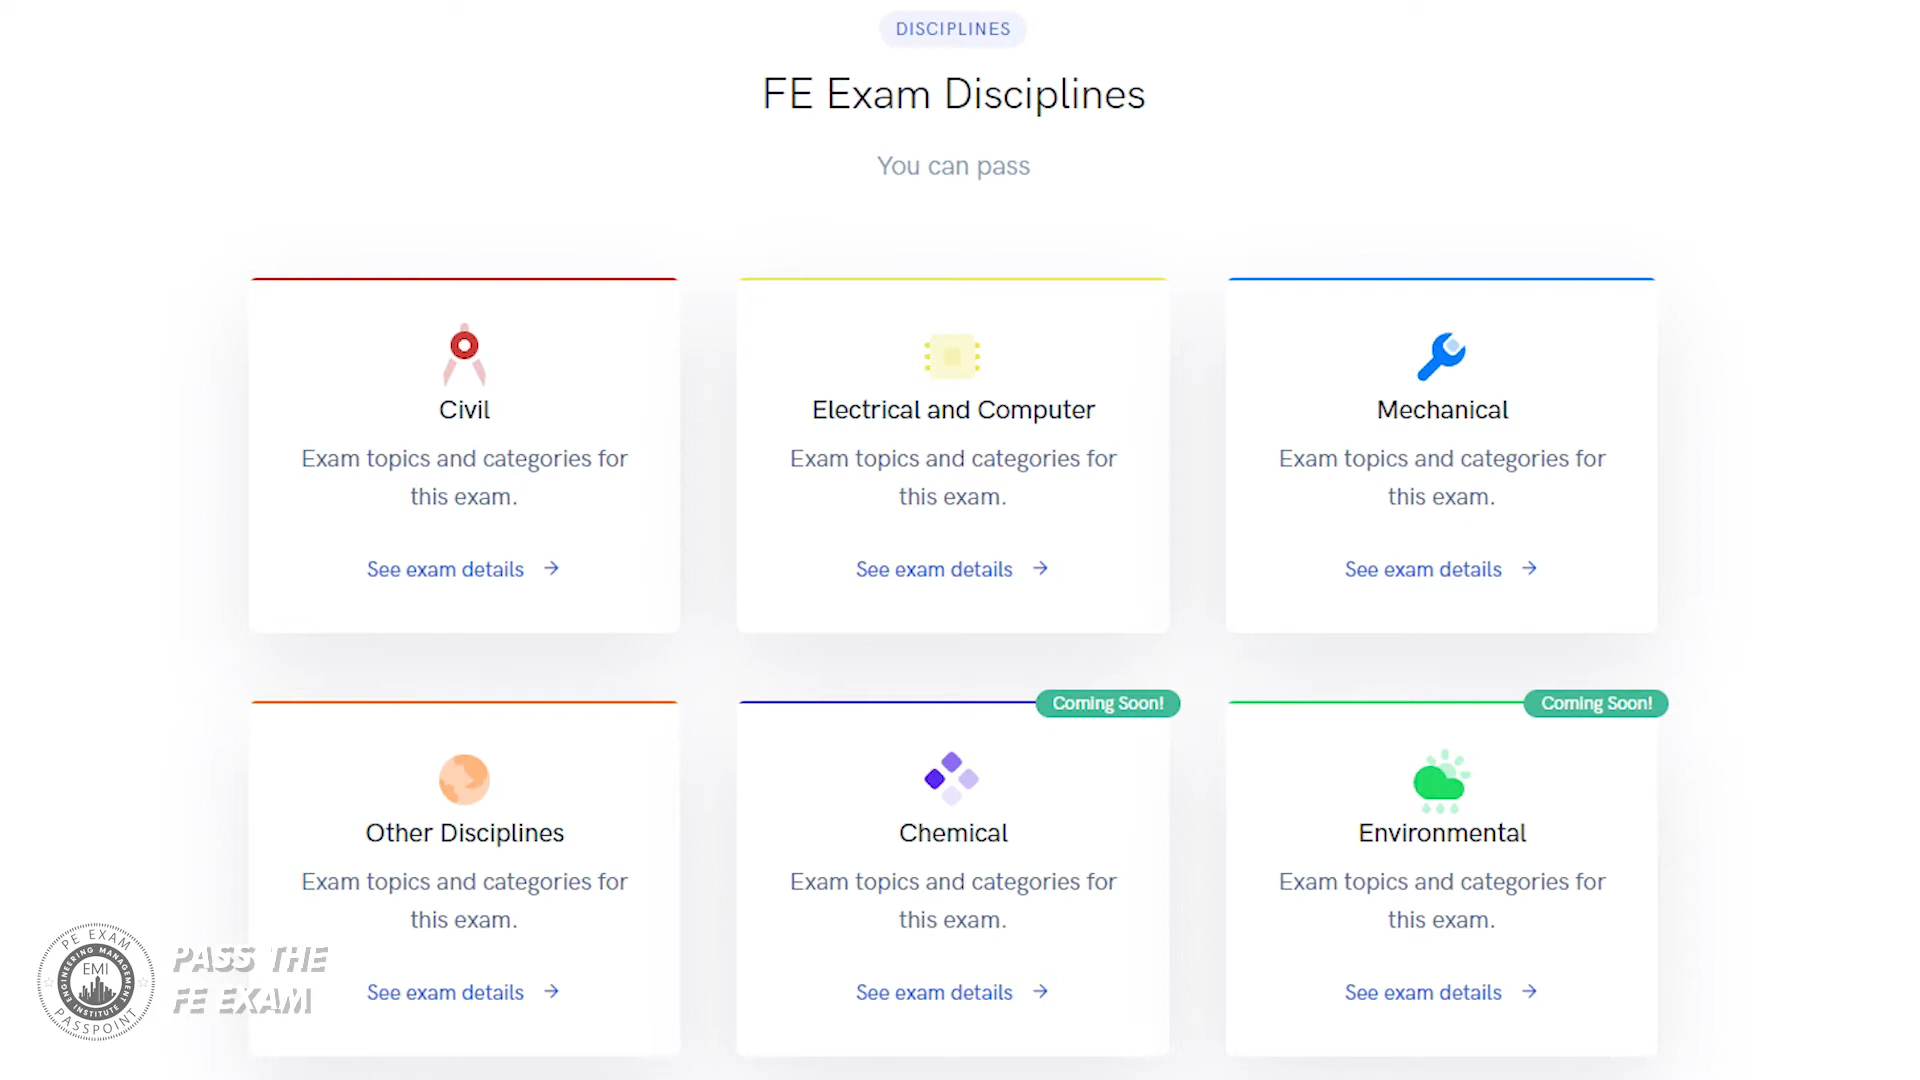 DISCIPLINES
FE Exam Disciplines
You can pass
Civil
Exam topics and categories for
this exam.
See exam details →
Electrical and Computer
Exam topics and categories for
this exam.
See exam details →
Mechanical
Exam topics and categories for
this exam.
See exam details →
Other Disciplines
Exam topics and categories for
this exam.
See exam details →
Coming Soon!
Chemical
Exam topics and categories for
this exam.
See exam details →
Coming Soon!
Environmental
Exam topics and categories for
this exam.
See exam details →
PE EXAM
ENGINEERING MANAGEMENT
EMI
INSTITUTE
PASSPOINT
PASS THE
FE EXAM